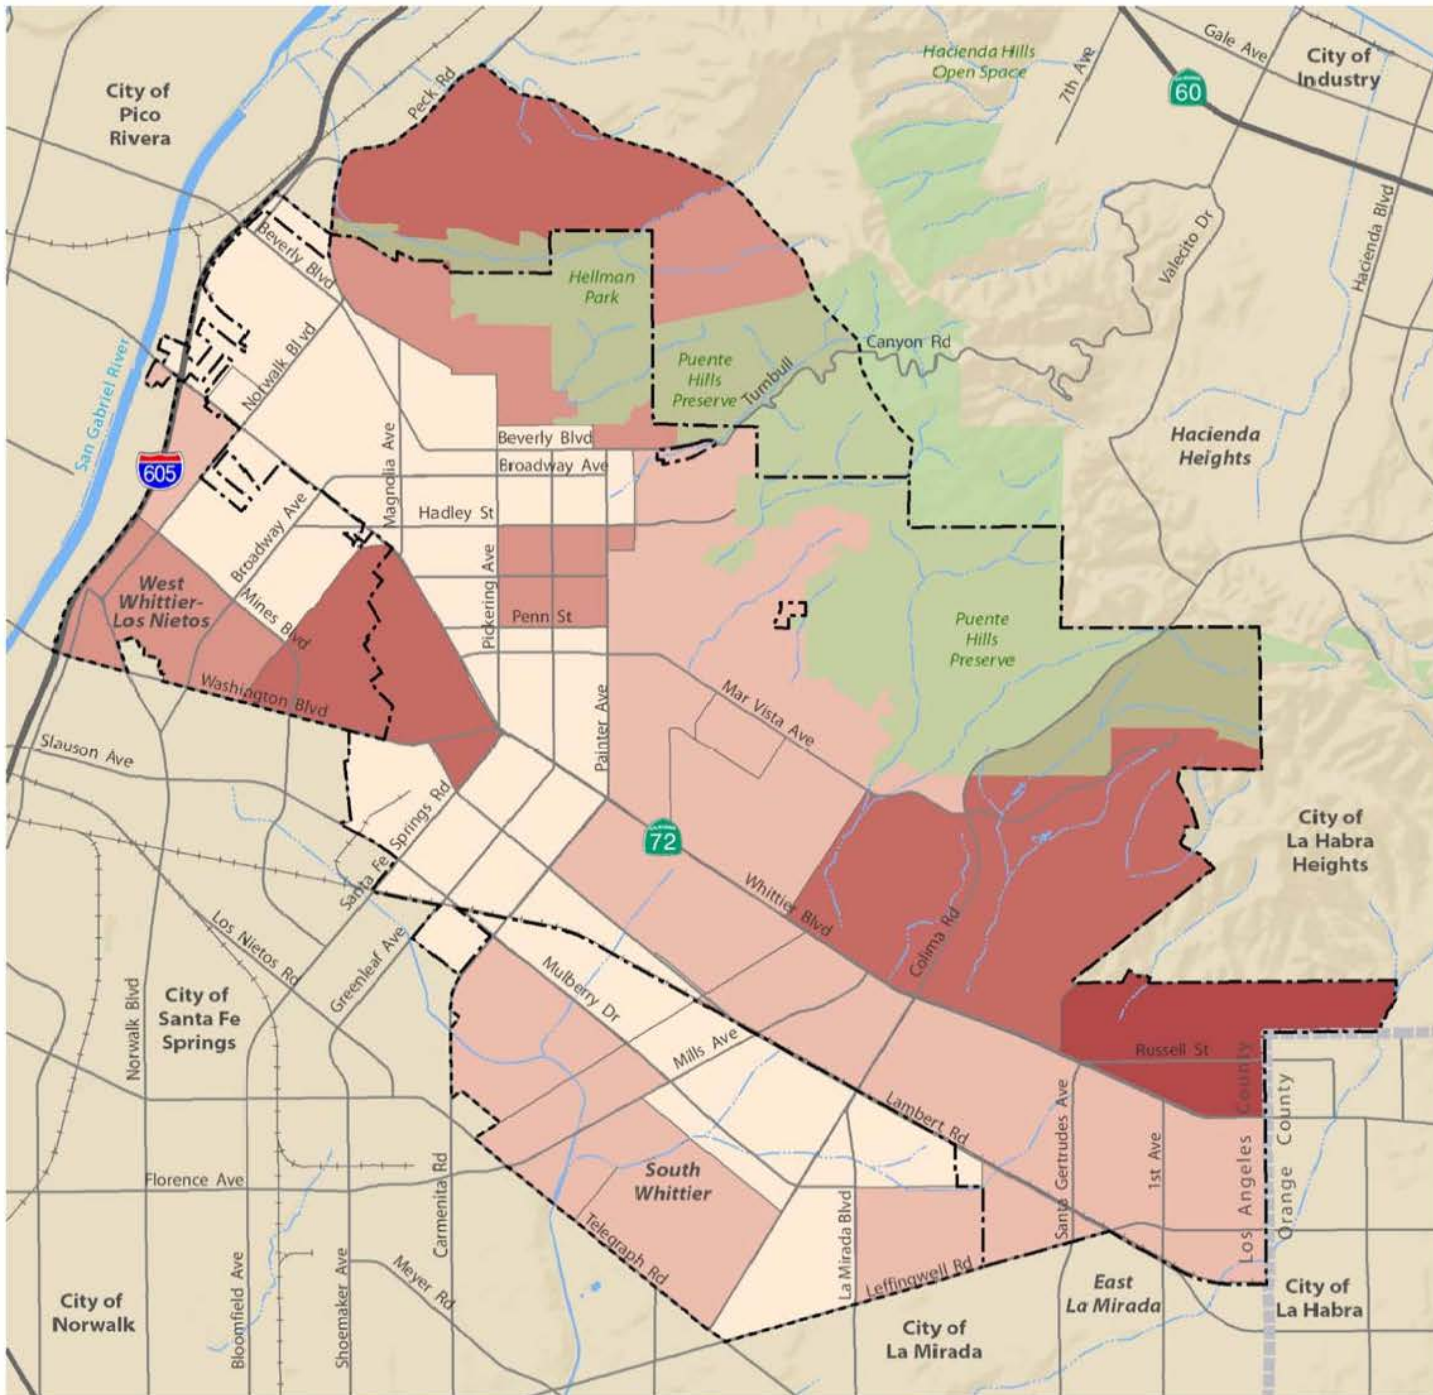 Hacienda Hills
Open Space
7th Ave
Gale Ave
City of
Industry
60
City of
Pico
Rivera
Peck Rd
Valecito Dr
Hacienda Blvd
Beverly Blvd
Hellman
Park
Norwalk Blvd
San Gabriel River
Puente
Hills
Preserve
Turnbull
Canyon Rd
605
Magnolia Ave
Beverly Blvd
Broadway Ave
Hacienda
Heights
Hadley St
Broadway Ave
West
Whittier-
Los Nietos
Mines Blvd
Pickering Ave
Penn St
Puente
Hills
Preserve
Washington Blvd
Painter Ave
Mar Vista Ave
Slauson Ave
Santa Fe Springs Rd
72
City of
La Habra
Heights
Whittier Blvd
Colima Rd
Los Nietos Rd
Greenleaf Ave
Mulberry Dr
Norwalk Blvd
City of
Santa Fe
Springs
Mills Ave
Russell St
Los Angeles County
Orange County
Lambert Rd
Santa Gertrudes Ave
1st Ave
Florence Ave
Carmenita Rd
South
Whittier
La Mirada Blvd
Telegraph Rd
Leffingwell Rd
Bloomfield Ave
Shoemaker Ave
Meyer Rd
City of
Norwalk
East
La Mirada
City of
La Habra
City of
La Mirada